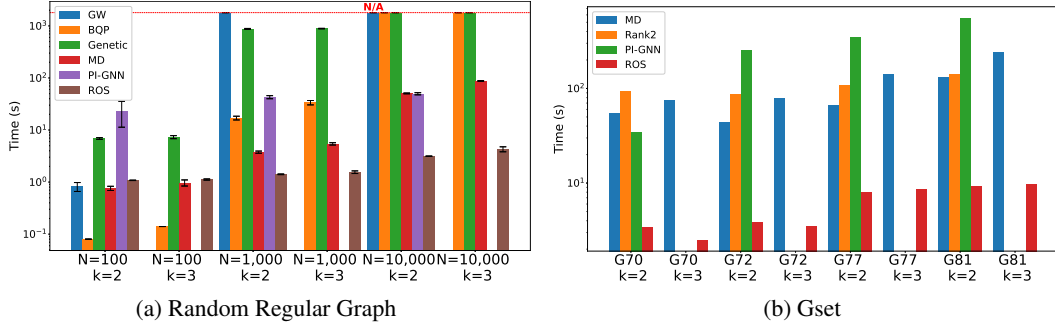 N/A
10³
10²
10¹
10⁰
10⁻¹
Time (s)
GW
BQP
Genetic
MD
PI-GNN
ROS
N=100 N=100 N=1,000 N=1,000 N=10,000 N=10,000
k=2 k=3 k=2 k=3 k=2 k=3
(a) Random Regular Graph
10²
10¹
Time (s)
MD
Rank2
PI-GNN
ROS
G70 G70 G72 G72 G77 G77 G81 G81
k=2 k=3 k=2 k=3 k=2 k=3 k=2 k=3
(b) Gset